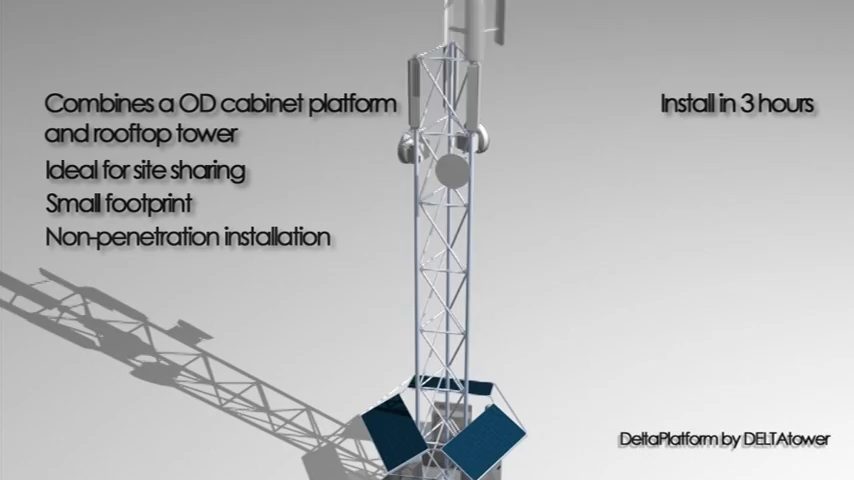 Combines a OD cabinet platform
and rooftop tower
Ideal for site sharing
Small footprint
Non-penetration installation
Install in 3 hours
DeltaPlatform by DELTAtower